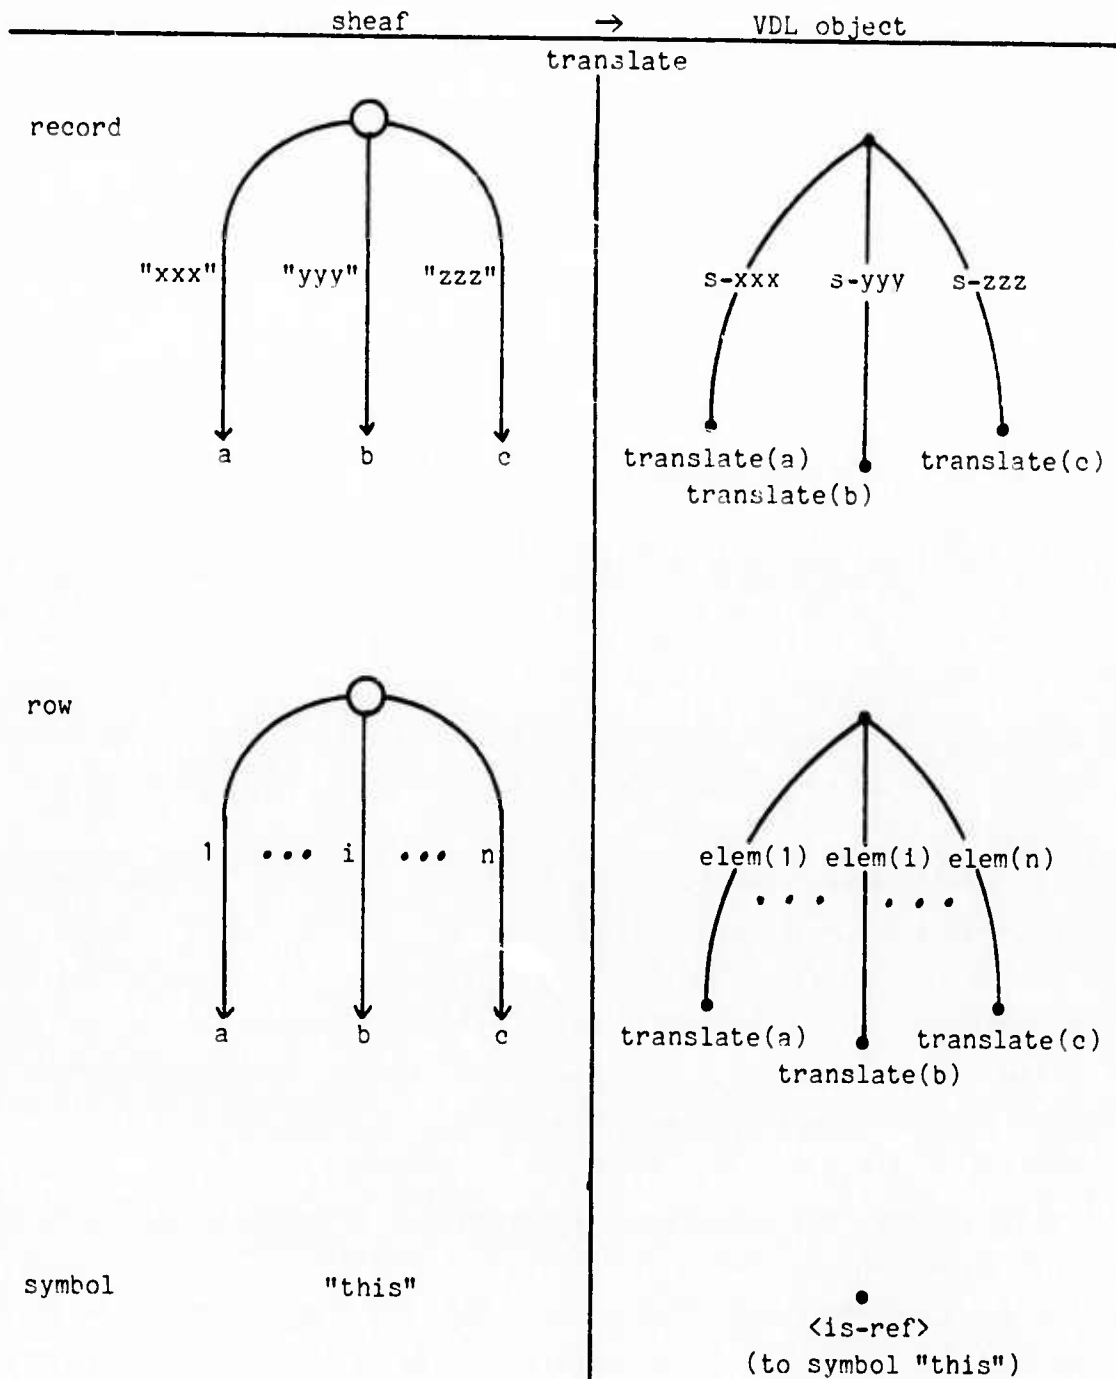 sheaf → VDL object
translate
record
"xxx" "yyy" "zzz" s-xxx s-yyy s-zzz
a b c translate(a) translate(c)
translate(b)
row
1 ... i ... n elem(1) elem(i) elem(n)
... ...
a b c translate(a) translate(c)
translate(b)
symbol "this"
<is-ref>
(to symbol "this")